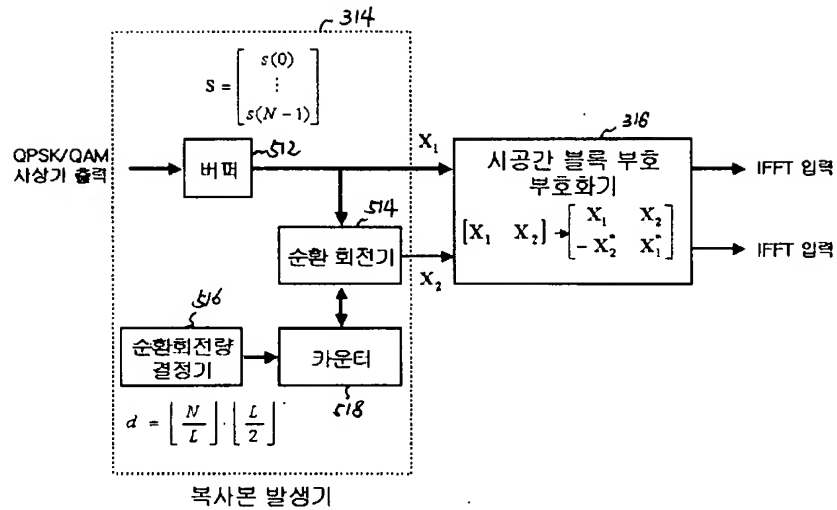 314
S = [ s(0) ⋮ s(N-1) ]
QPSK/QAM
사상기 출력
버퍼
512
X₁
316
시공간 블록 부호
부호화기
[X₁ X₂] → [ X₁ X₂ -X₂* X₁* ]
IFFT 입력
IFFT 입력
514
순환 회전기
X₂
516
순환회전량
결정기
카운터
518
d = ⌊N/L⌋·⌊L/2⌋
복사본 발생기